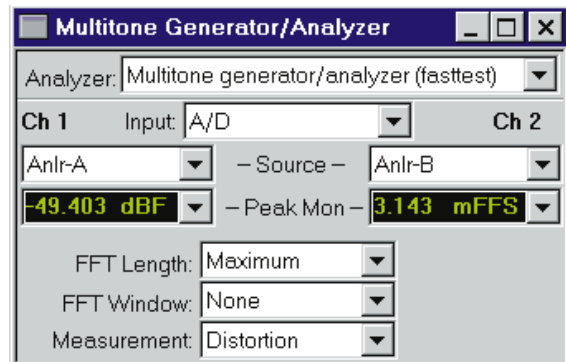 Multitone Generator/Analyzer
Analyzer: Multitone generator/analyzer (fasttest)
Ch 1 Input: A/D Ch 2
Anlr-A – Source – Anlr-B
-49.403 dBF – Peak Mon – 3.143 mFFS
FFT Length: Maximum
FFT Window: None
Measurement: Distortion